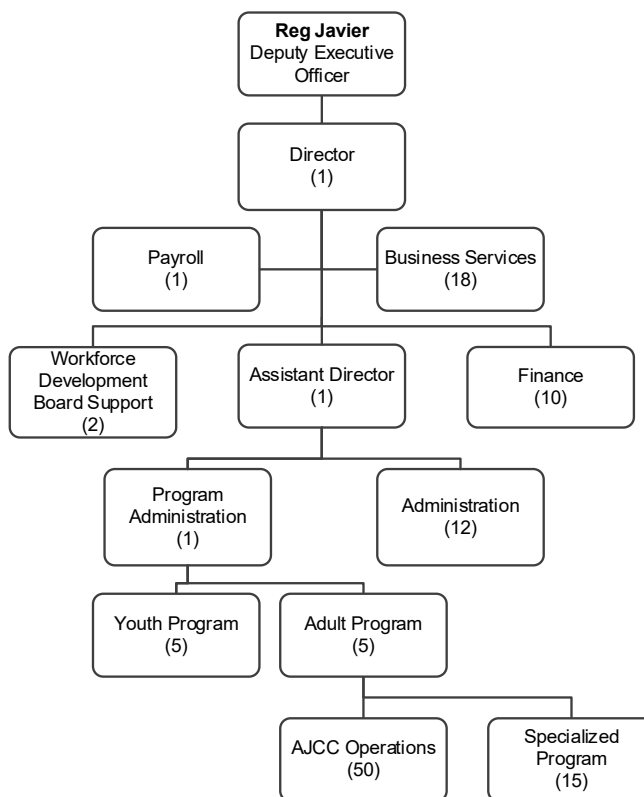 Reg Javier
Deputy Executive
Officer
Director
(1)
Payroll
(1)
Business Services
(18)
Workforce
Development
Board Support
(2)
Assistant Director
(1)
Finance
(10)
Program
Administration
(1)
Administration
(12)
Youth Program
(5)
Adult Program
(5)
AJCC Operations
(50)
Specialized
Program
(15)